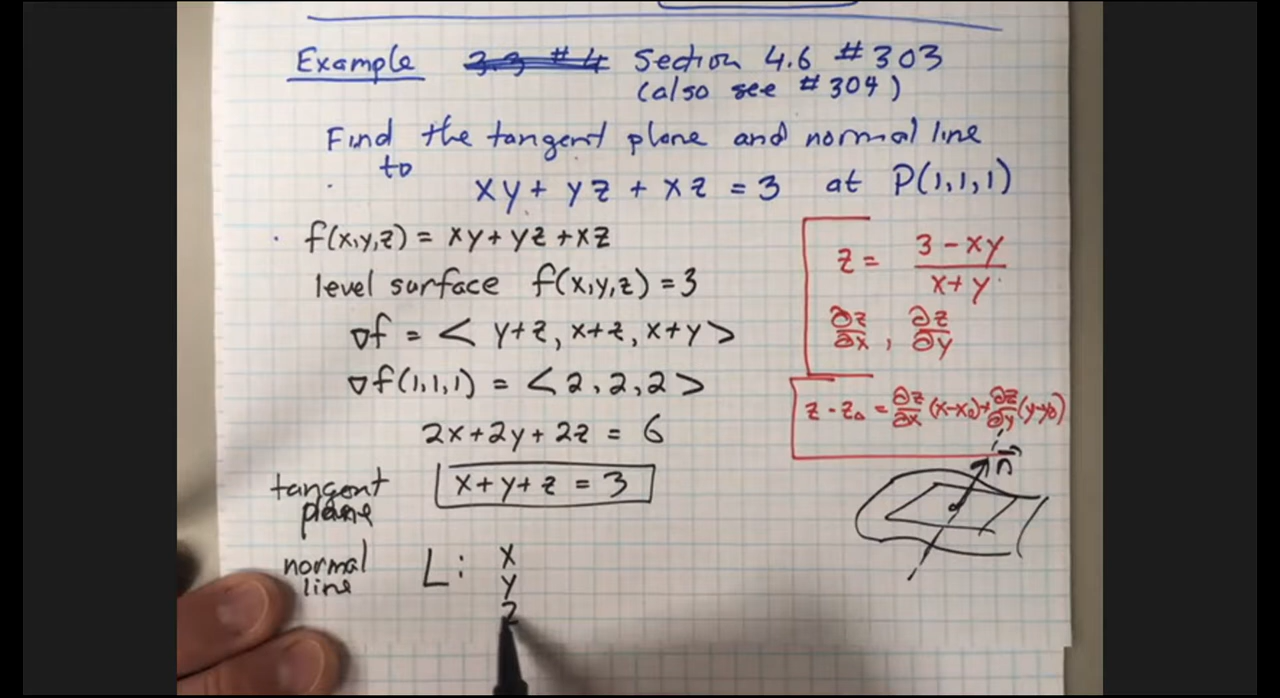 Example 3.3 #4 Section 4.6 #303
(also see #304)
Find the tangent plane and normal line
to
xy + yz + xz = 3 at P(1,1,1)
f(x,y,z) = xy + yz + xz
level surface f(x,y,z) = 3
∇f = < y+z, x+z, x+y >
∇f(1,1,1) = < 2, 2, 2 >
2x+2y+2z = 6
tangent plane x+y+z = 3
normal line L: x
y
z
z = (3 - xy)/(x+y)
∂z/∂x, ∂z/∂y
z - z₀ = ∂z/∂x (x-x₀) + ∂z/∂y (y-y₀)
n